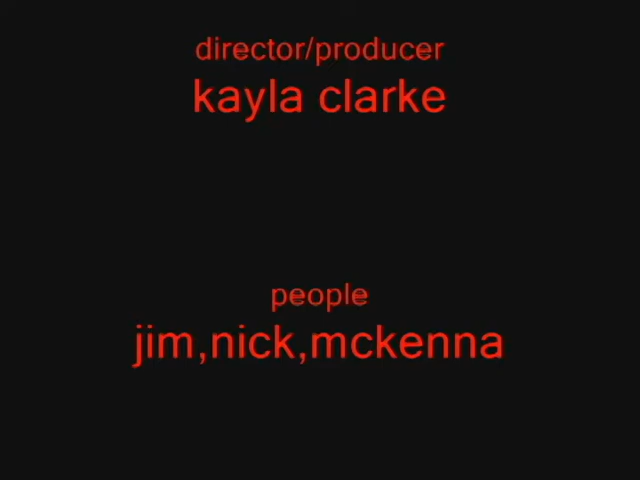 director/producer
kayla clarke
people
jim,nick,mckenna